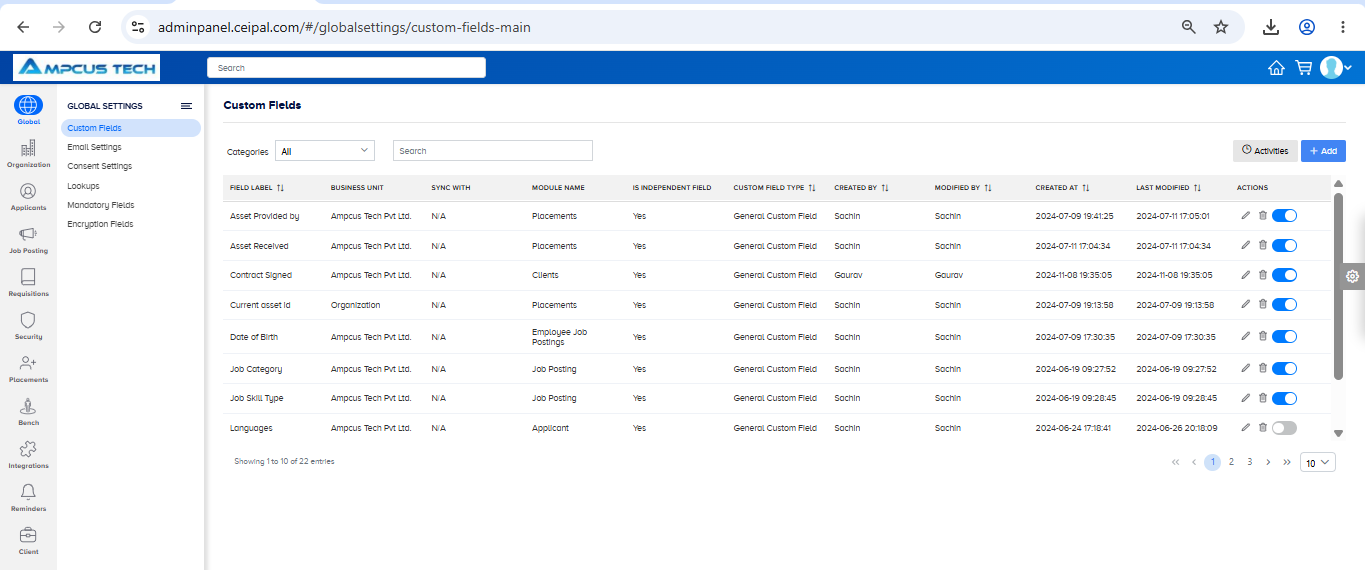 adminpanel.ceipal.com/#/globalsettings/custom-fields-main
AMPCUS TECH
Search
Global
Organization
Applicants
Job Posting
Requisitions
Security
Placements
Bench
Integrations
Reminders
Client
GLOBAL SETTINGS
Custom Fields
Email Settings
Consent Settings
Lookups
Mandatory Fields
Encryption Fields
Custom Fields
Categories All Search Activities + Add
FIELD LABEL BUSINESS UNIT SYNC WITH MODULE NAME IS INDEPENDENT FIELD CUSTOM FIELD TYPE CREATED BY MODIFIED BY CREATED AT LAST MODIFIED ACTIONS
Asset Provided by Ampcus Tech Pvt Ltd. N/A Placements Yes General Custom Field Sachin Sachin 2024-07-09 19:41:25 2024-07-11 17:05:01
Asset Received Ampcus Tech Pvt Ltd. N/A Placements Yes General Custom Field Sachin Sachin 2024-07-11 17:04:34 2024-07-11 17:04:34
Contract Signed Ampcus Tech Pvt Ltd. N/A Clients Yes General Custom Field Gaurav Gaurav 2024-11-08 19:35:05 2024-11-08 19:35:05
Current asset id Organization N/A Placements Yes General Custom Field Sachin Sachin 2024-07-09 19:13:58 2024-07-09 19:13:58
Date of Birth Ampcus Tech Pvt Ltd. N/A Employee Job Postings Yes General Custom Field Sachin Sachin 2024-07-09 17:30:35 2024-07-09 17:30:35
Job Category Ampcus Tech Pvt Ltd. N/A Job Posting Yes General Custom Field Sachin Sachin 2024-06-19 09:27:52 2024-06-19 09:27:52
Job Skill Type Ampcus Tech Pvt Ltd. N/A Job Posting Yes General Custom Field Sachin Sachin 2024-06-19 09:28:45 2024-06-19 09:28:45
Languages Ampcus Tech Pvt Ltd. N/A Applicant Yes General Custom Field Sachin Sachin 2024-06-24 17:18:41 2024-06-26 20:18:09
Showing 1 to 10 of 22 entries « ‹ 1 2 3 › » 10